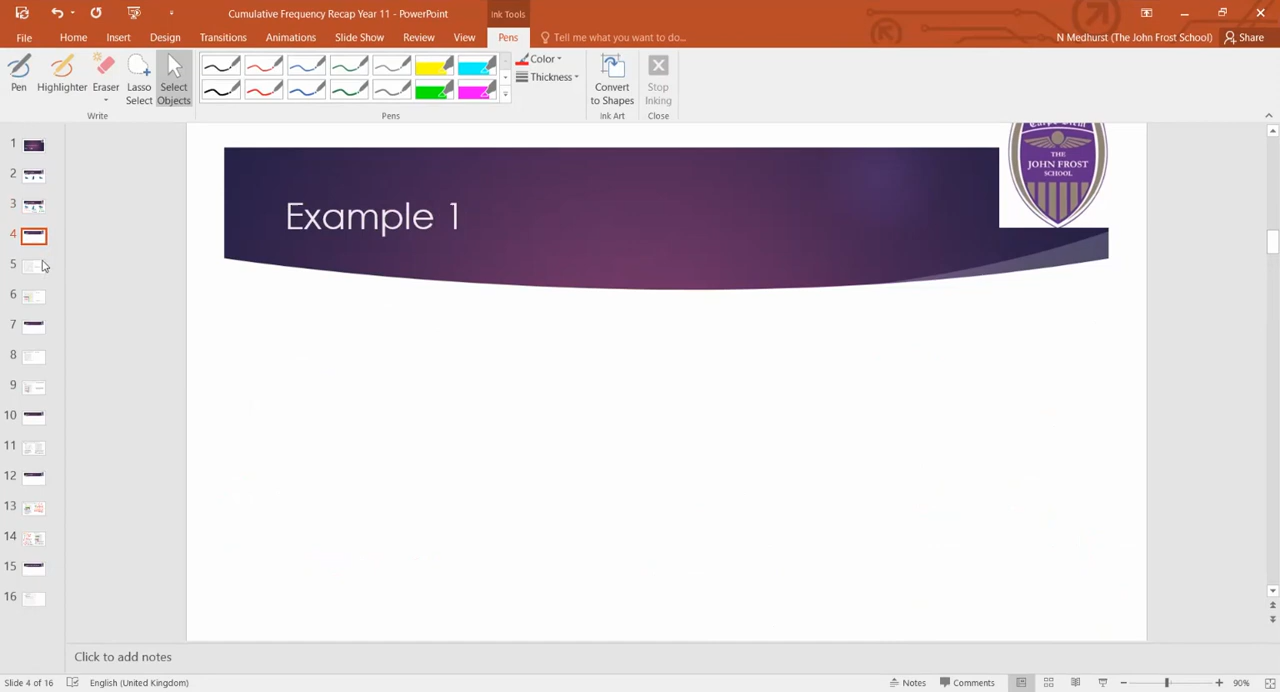 Cumulative Frequency Recap Year 11 - PowerPoint
Ink Tools
File
Home
Insert
Design
Transitions
Animations
Slide Show
Review
View
Pens
Tell me what you want to do...
N Medhurst (The John Frost School)
Share
Pen
Highlighter
Eraser
Lasso
Select
Select
Objects
Write
Pens
Color
Thickness
Convert
to Shapes
Ink Art
Stop
Inking
Close
1
2
3
4
5
6
7
8
9
10
11
12
13
14
15
16
Example 1
THE
JOHN FROST
SCHOOL
Click to add notes
Slide 4 of 16
English (United Kingdom)
Notes
Comments
90%